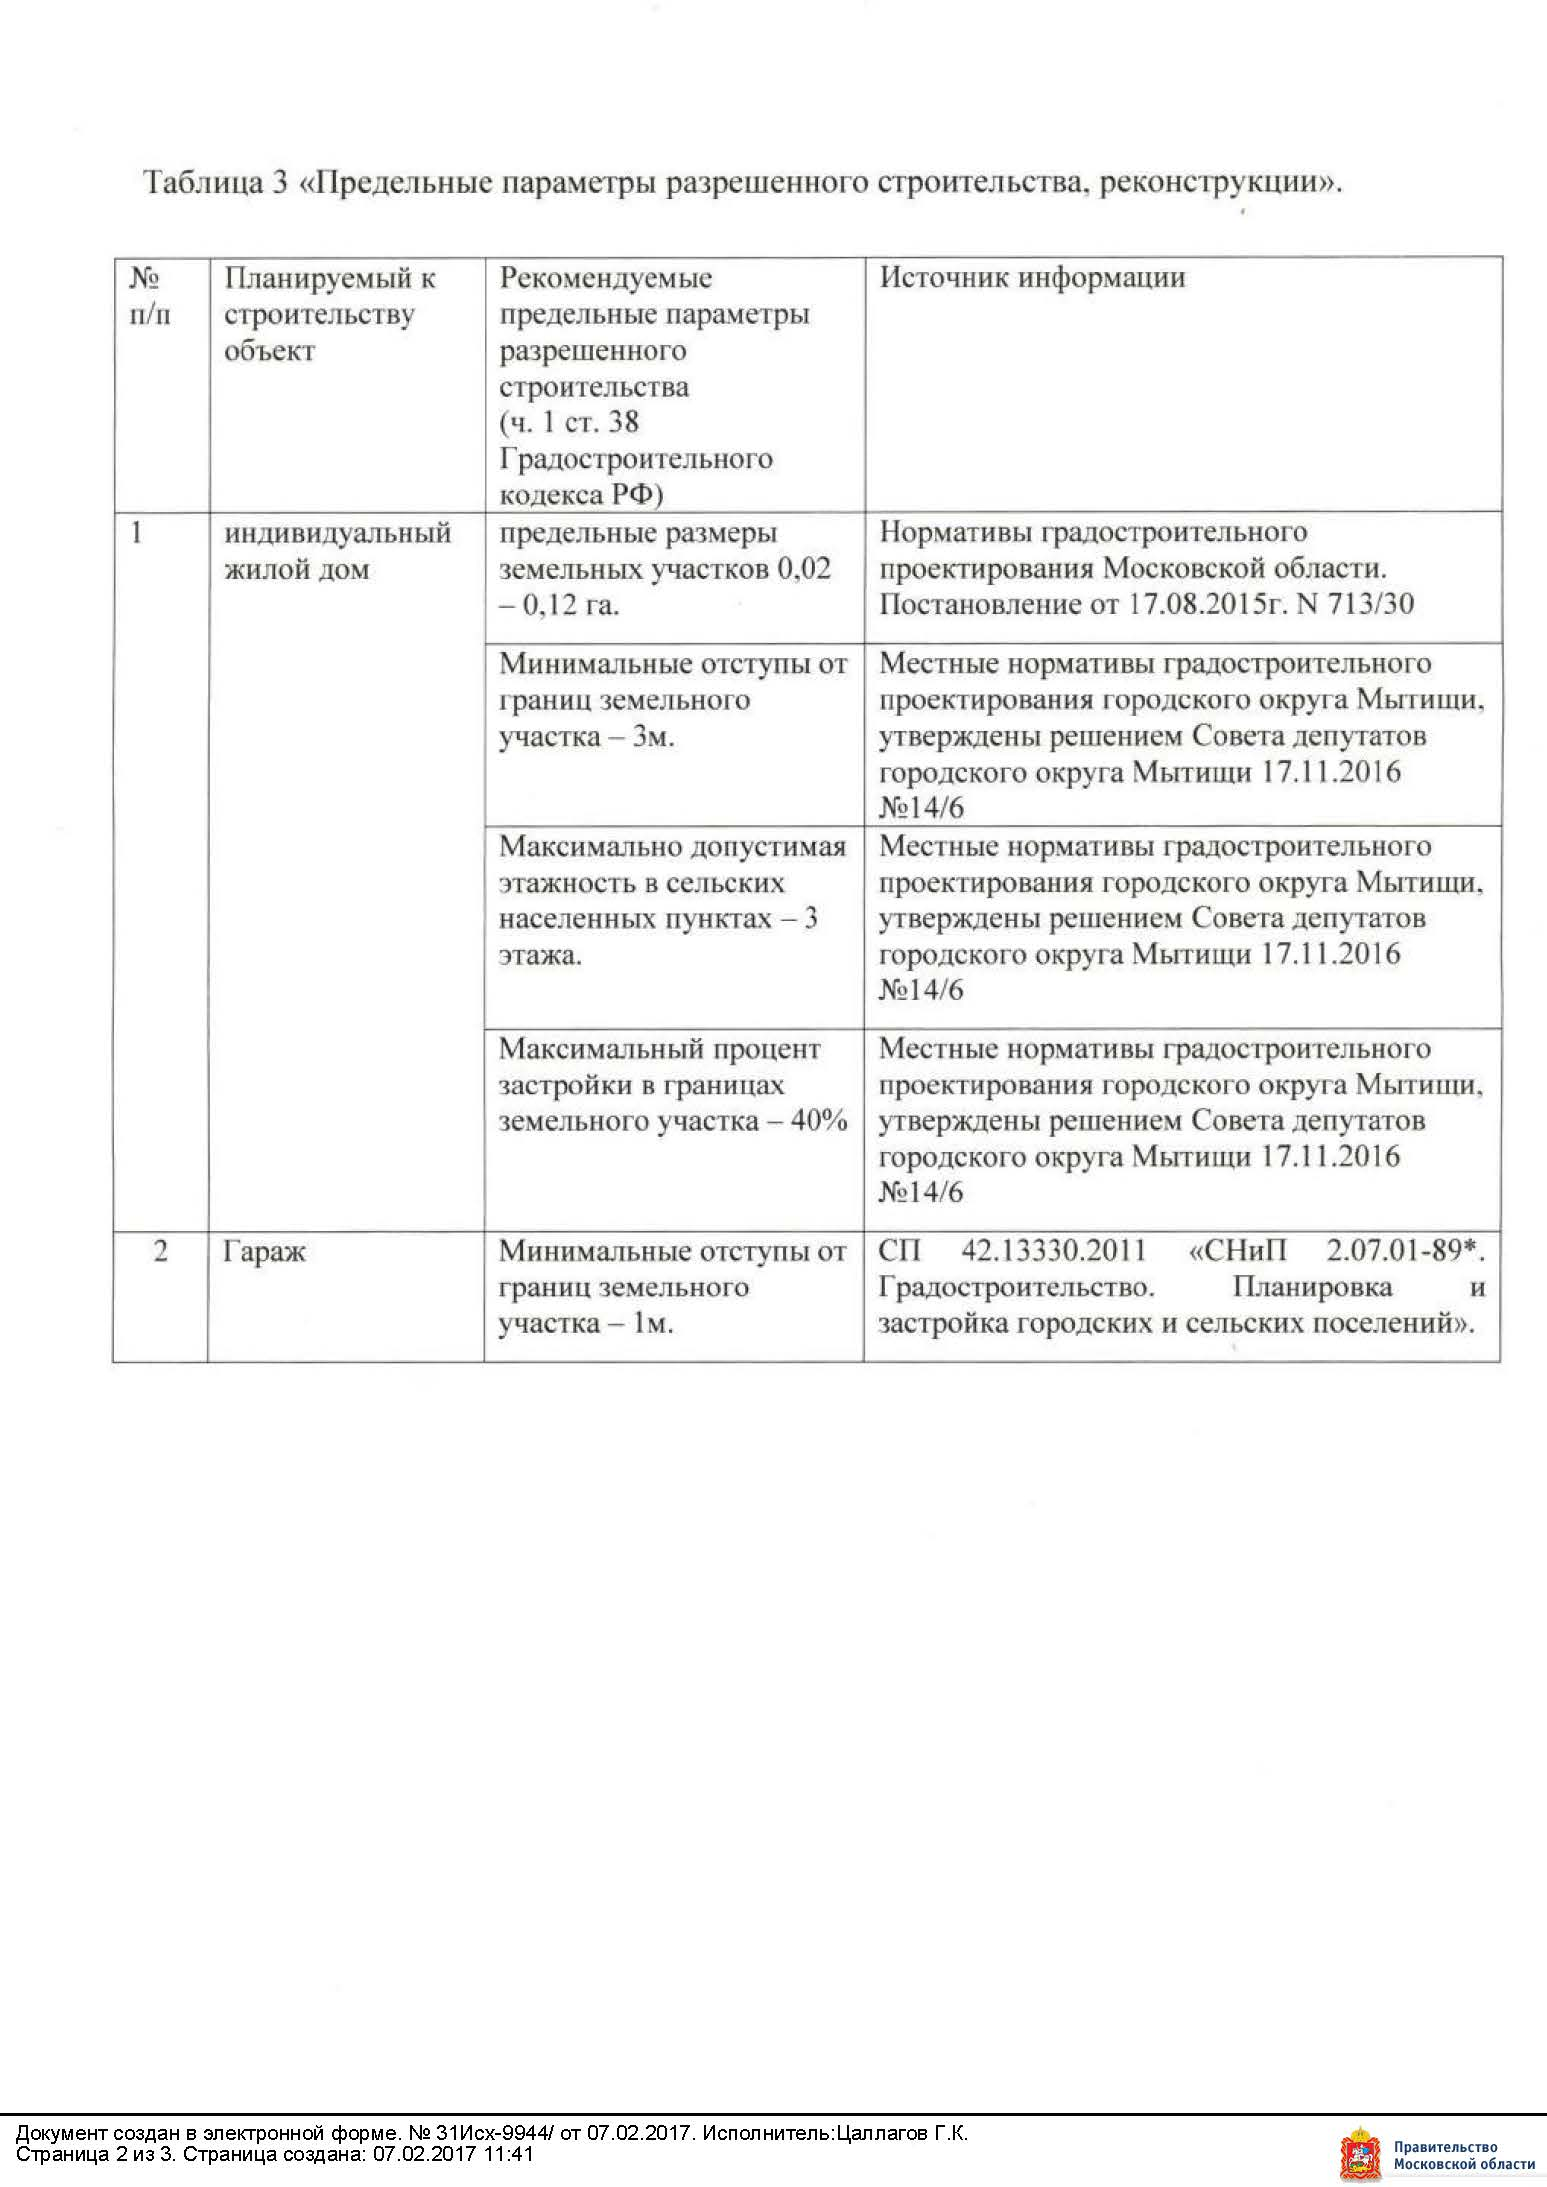 Таблица 3 «Предельные параметры разрешенного строительства, реконструкции».
№
п/п
Планируемый к
строительству
объект
Рекомендуемые
предельные параметры
разрешенного
строительства
(ч. 1 ст. 38
Градостроительного
кодекса РФ)
Источник информации
1
индивидуальный
жилой дом
предельные размеры
земельных участков 0,02
– 0,12 га.
Нормативы градостроительного
проектирования Московской области.
Постановление от 17.08.2015г. N 713/30
Минимальные отступы от
границ земельного
участка – 3м.
Местные нормативы градостроительного
проектирования городского округа Мытищи,
утверждены решением Совета депутатов
городского округа Мытищи 17.11.2016
№14/6
Максимально допустимая
этажность в сельских
населенных пунктах – 3
этажа.
Местные нормативы градостроительного
проектирования городского округа Мытищи,
утверждены решением Совета депутатов
городского округа Мытищи 17.11.2016
№14/6
Максимальный процент
застройки в границах
земельного участка – 40%
Местные нормативы градостроительного
проектирования городского округа Мытищи,
утверждены решением Совета депутатов
городского округа Мытищи 17.11.2016
№14/6
2
Гараж
Минимальные отступы от
границ земельного
участка – 1м.
СП 42.13330.2011 «СНиП 2.07.01-89*.
Градостроительство. Планировка и
застройка городских и сельских поселений».
Документ создан в электронной форме. № 31Исх-9944/ от 07.02.2017. Исполнитель:Цаллагов Г.К.
Страница 2 из 3. Страница создана: 07.02.2017 11:41
Правительство
Московской области